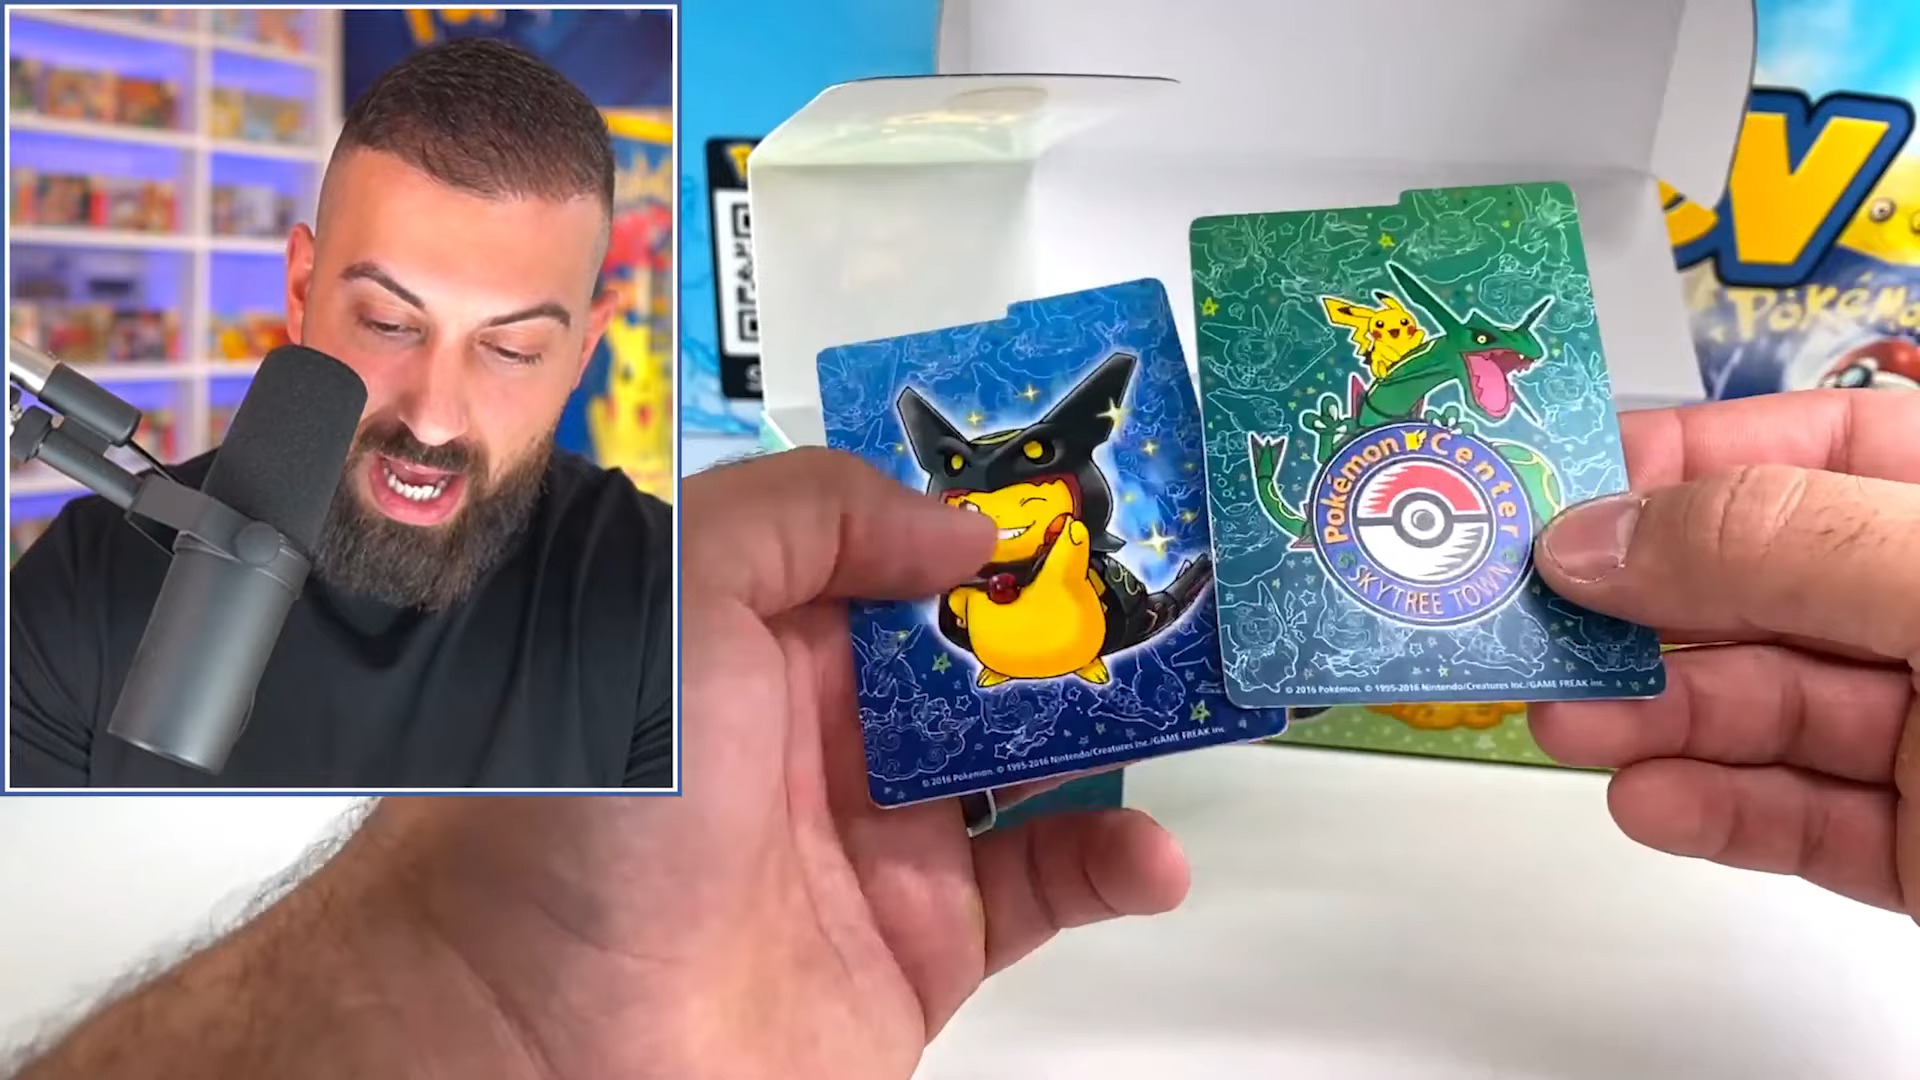 Pokémon Center
SKYTREE TOWN
© 2016 Pokémon. © 1995-2016 Nintendo/Creatures Inc./GAME FREAK inc.
© 2016 Pokémon. © 1995-2016 Nintendo/Creatures Inc./GAME FREAK inc.